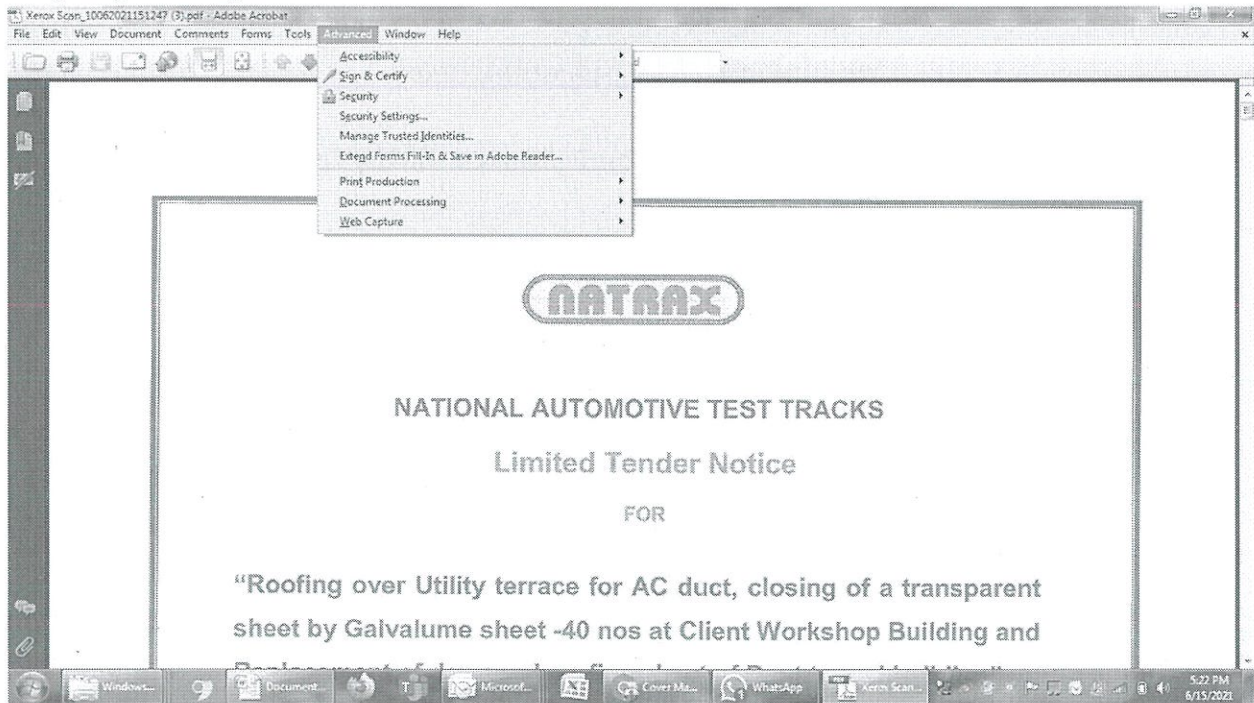 Xerox Scan_10062021151247 (3).pdf - Adobe Acrobat
File Edit View Document Comments Forms Tools Advanced Window Help
Accessibility
Sign & Certify
Security
Security Settings...
Manage Trusted Identities...
Extend Forms Fill-In & Save in Adobe Reader...
Print Production
Document Processing
Web Capture
NATRAX
NATIONAL AUTOMOTIVE TEST TRACKS
Limited Tender Notice
FOR
“Roofing over Utility terrace for AC duct, closing of a transparent
sheet by Galvalume sheet -40 nos at Client Workshop Building and
Windows... Document... Microsof... Cover Ma... WhatsApp Xerox Scan...
5:22 PM
6/15/2021